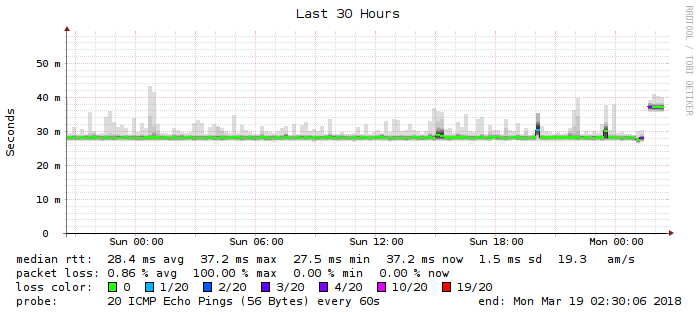 Last 30 Hours
RRDTOOL / TOBI OETIKER
Seconds
50 m
40 m
30 m
20 m
10 m
0
Sun 00:00 Sun 06:00 Sun 12:00 Sun 18:00 Mon 00:00
median rtt: 28.4 ms avg 37.2 ms max 27.5 ms min 37.2 ms now 1.5 ms sd 19.3 am/s
packet loss: 0.86 % avg 100.00 % max 0.00 % min 0.00 % now
loss color: 0 1/20 2/20 3/20 4/20 10/20 19/20
probe: 20 ICMP Echo Pings (56 Bytes) every 60s end: Mon Mar 19 02:30:06 2018